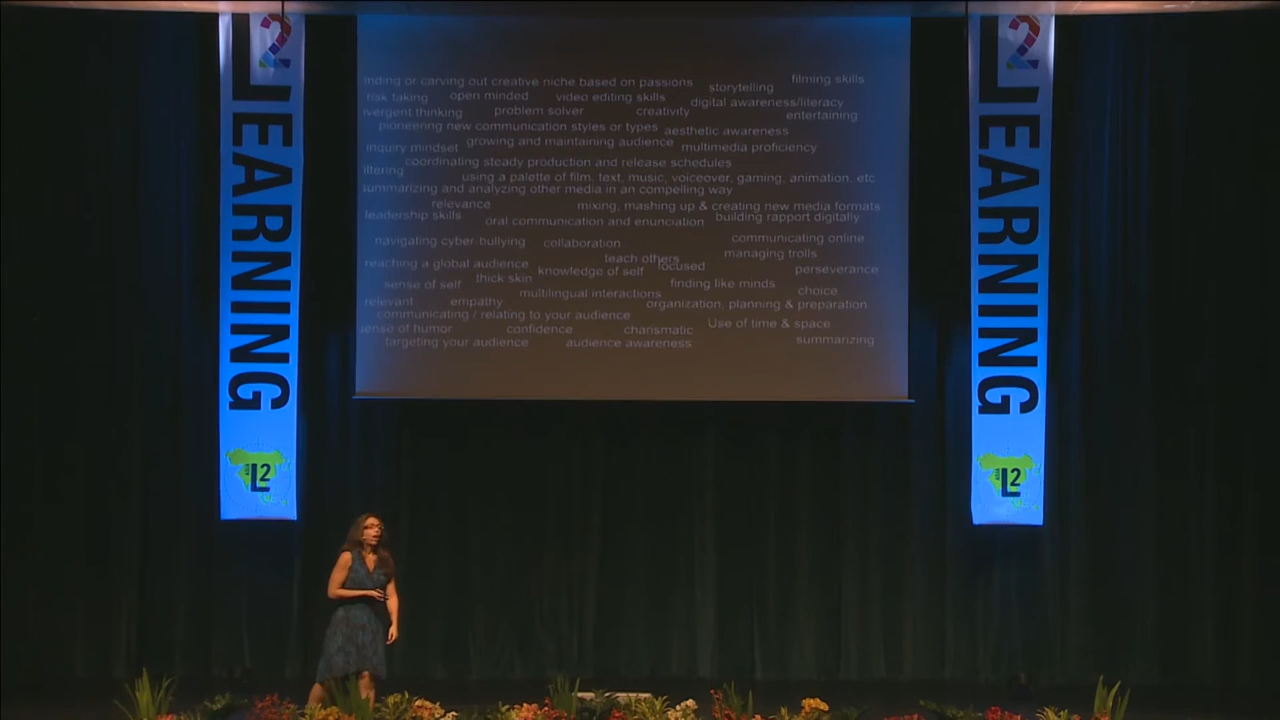 2
LEARNING
ASIA
L2
inding or carving out creative niche based on passions storytelling filming skills
risk taking open minded video editing skills digital awareness/literacy
ivergent thinking problem solver creativity entertaining
pioneering new communication styles or types aesthetic awareness
inquiry mindset growing and maintaining audience multimedia proficiency
coordinating steady production and release schedules
iltering using a palette of film, text, music, voiceover, gaming, animation, etc
summarizing and analyzing other media in an compelling way
relevance mixing, mashing up & creating new media formats
leadership skills oral communication and enunciation building rapport digitally
navigating cyber-bullying collaboration communicating online
teach others managing trolls
reaching a global audience knowledge of self focused perseverance
sense of self thick skin finding like minds
multilingual interactions choice
relevant empathy organization, planning & preparation
communicating / relating to your audience
sense of humor confidence charismatic Use of time & space
targeting your audience audience awareness summarizing
2
LEARNING
ASIA
L2